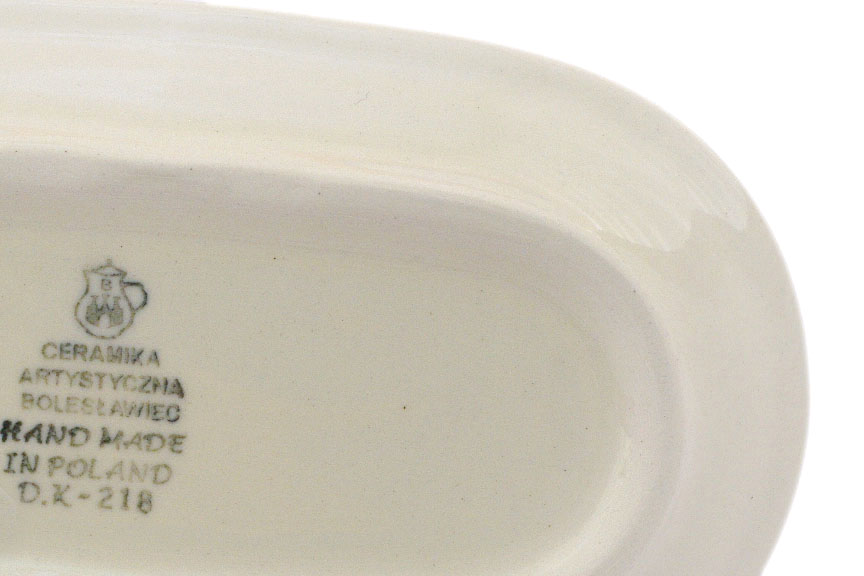 B
CERAMIKA
ARTYSTYCZNA
BOLESŁAWIEC
HAND MADE
IN POLAND
D.K-218